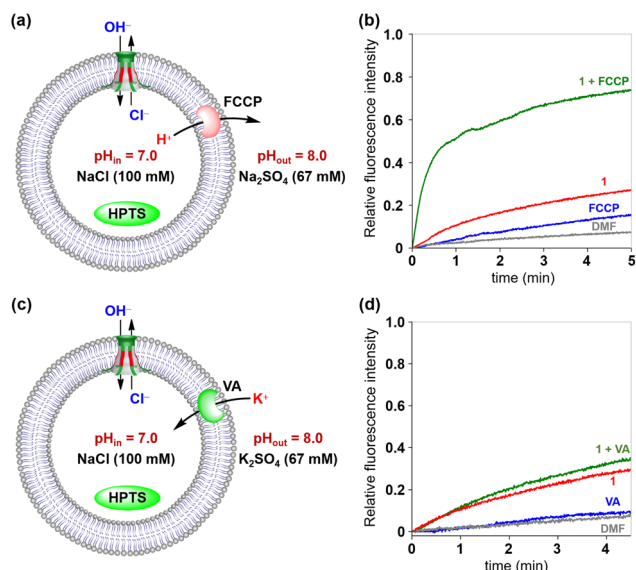 (a)
OH⁻
Cl⁻
FCCP
H⁺
pHin = 7.0
pHout = 8.0
NaCl (100 mM)
Na₂SO₄ (67 mM)
HPTS
(b)
Relative fluorescence intensity
1.0
0.8
0.6
0.4
0.2
0
1 + FCCP
1
FCCP
DMF
0 1 2 3 4 5
time (min)
(c)
OH⁻
Cl⁻
VA
K⁺
pHin = 7.0
pHout = 8.0
NaCl (100 mM)
K₂SO₄ (67 mM)
HPTS
(d)
Relative fluorescence intensity
1.0
0.8
0.6
0.4
0.2
0
1 + VA
1
VA
DMF
0 1 2 3 4
time (min)